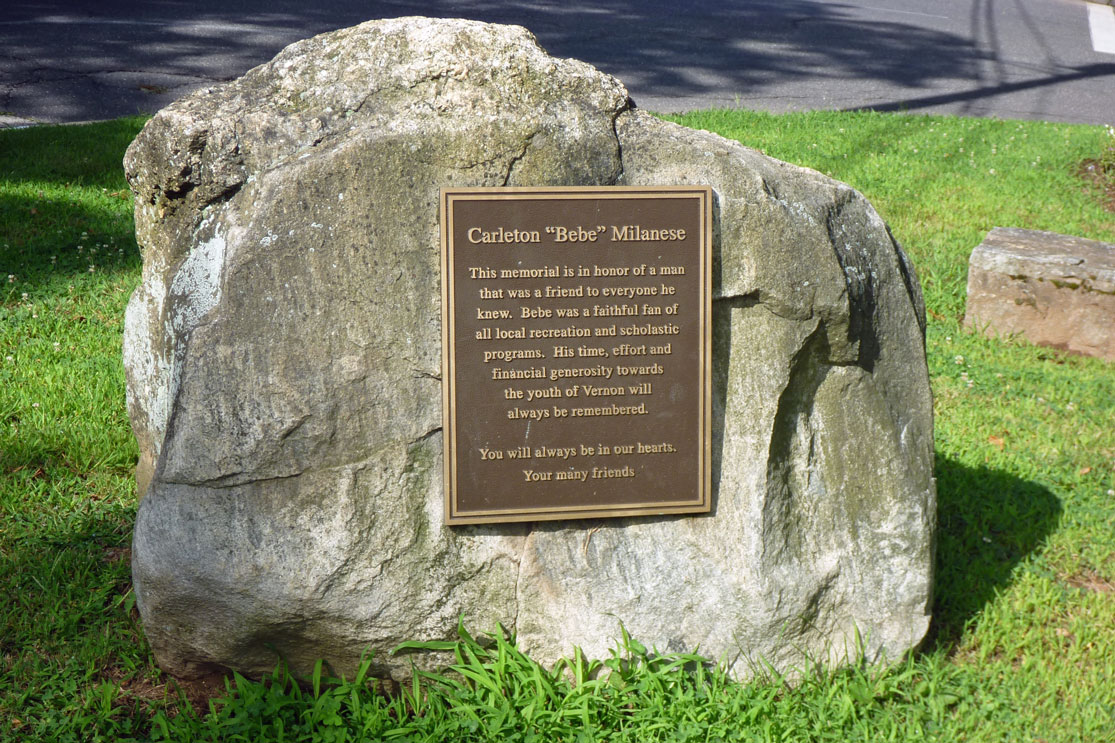 Carleton “Bebe” Milanese
This memorial is in honor of a man
that was a friend to everyone he
knew. Bebe was a faithful fan of
all local recreation and scholastic
programs. His time, effort and
financial generosity towards
the youth of Vernon will
always be remembered.
You will always be in our hearts.
Your many friends